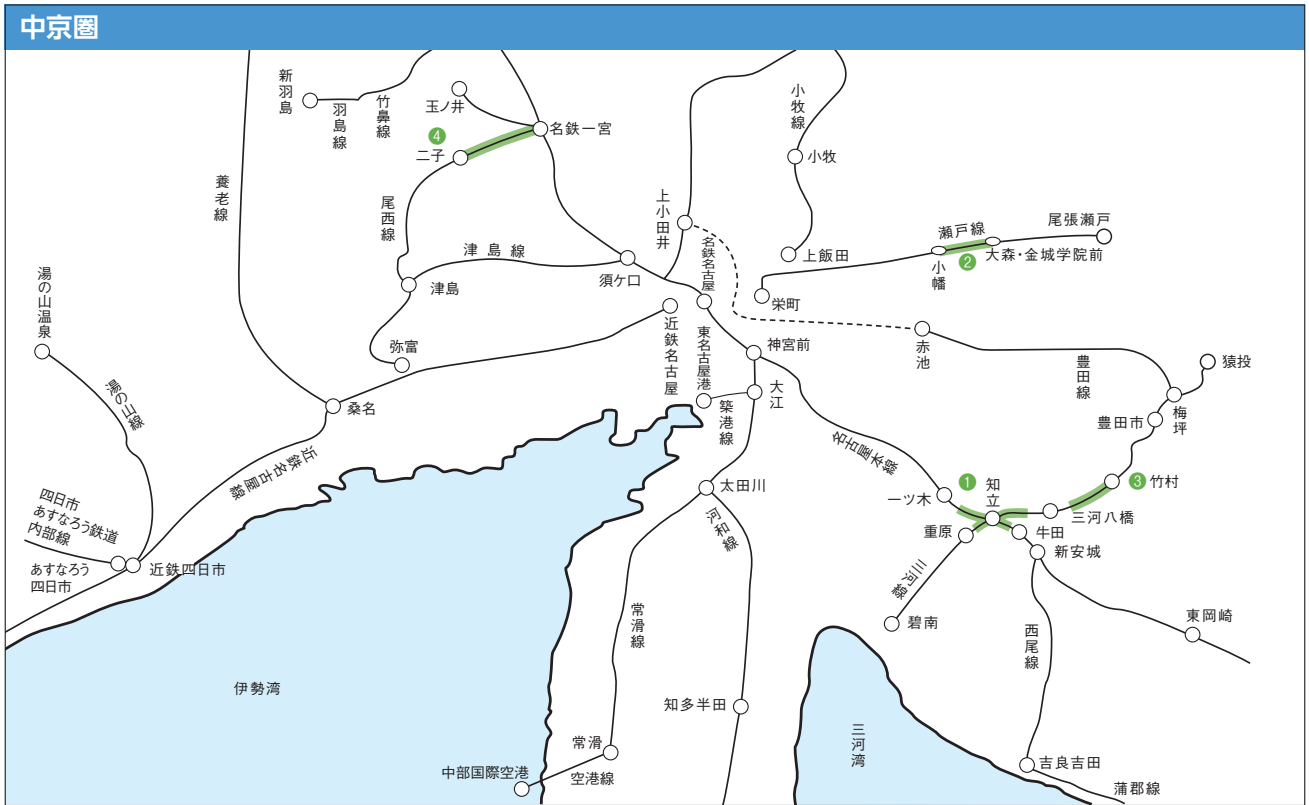 中京圏
新羽島
羽島線
竹鼻線
玉ノ井
4
二子
名鉄一宮
小牧線
小牧
養老線
尾西線
津島線
上小田井
名鉄名古屋
上飯田
瀬戸線
尾張瀬戸
小幡
2
大森・金城学院前
須ケ口
津島
栄町
湯の山温泉
弥富
近鉄名古屋
東名古屋港
神宮前
赤池
豊田線
猿投
湯の山線
桑名
築港線
大江
豊田市
梅坪
近鉄名古屋線
名古屋本線
四日市
あすなろう鉄道
内部線
太田川
一ツ木
1
知立
3
竹村
三河八橋
河和線
重原
牛田
新安城
あすなろう
四日市
近鉄四日市
三河線
碧南
常滑線
西尾線
東岡崎
伊勢湾
知多半田
三河湾
常滑
空港線
中部国際空港
吉良吉田
蒲郡線